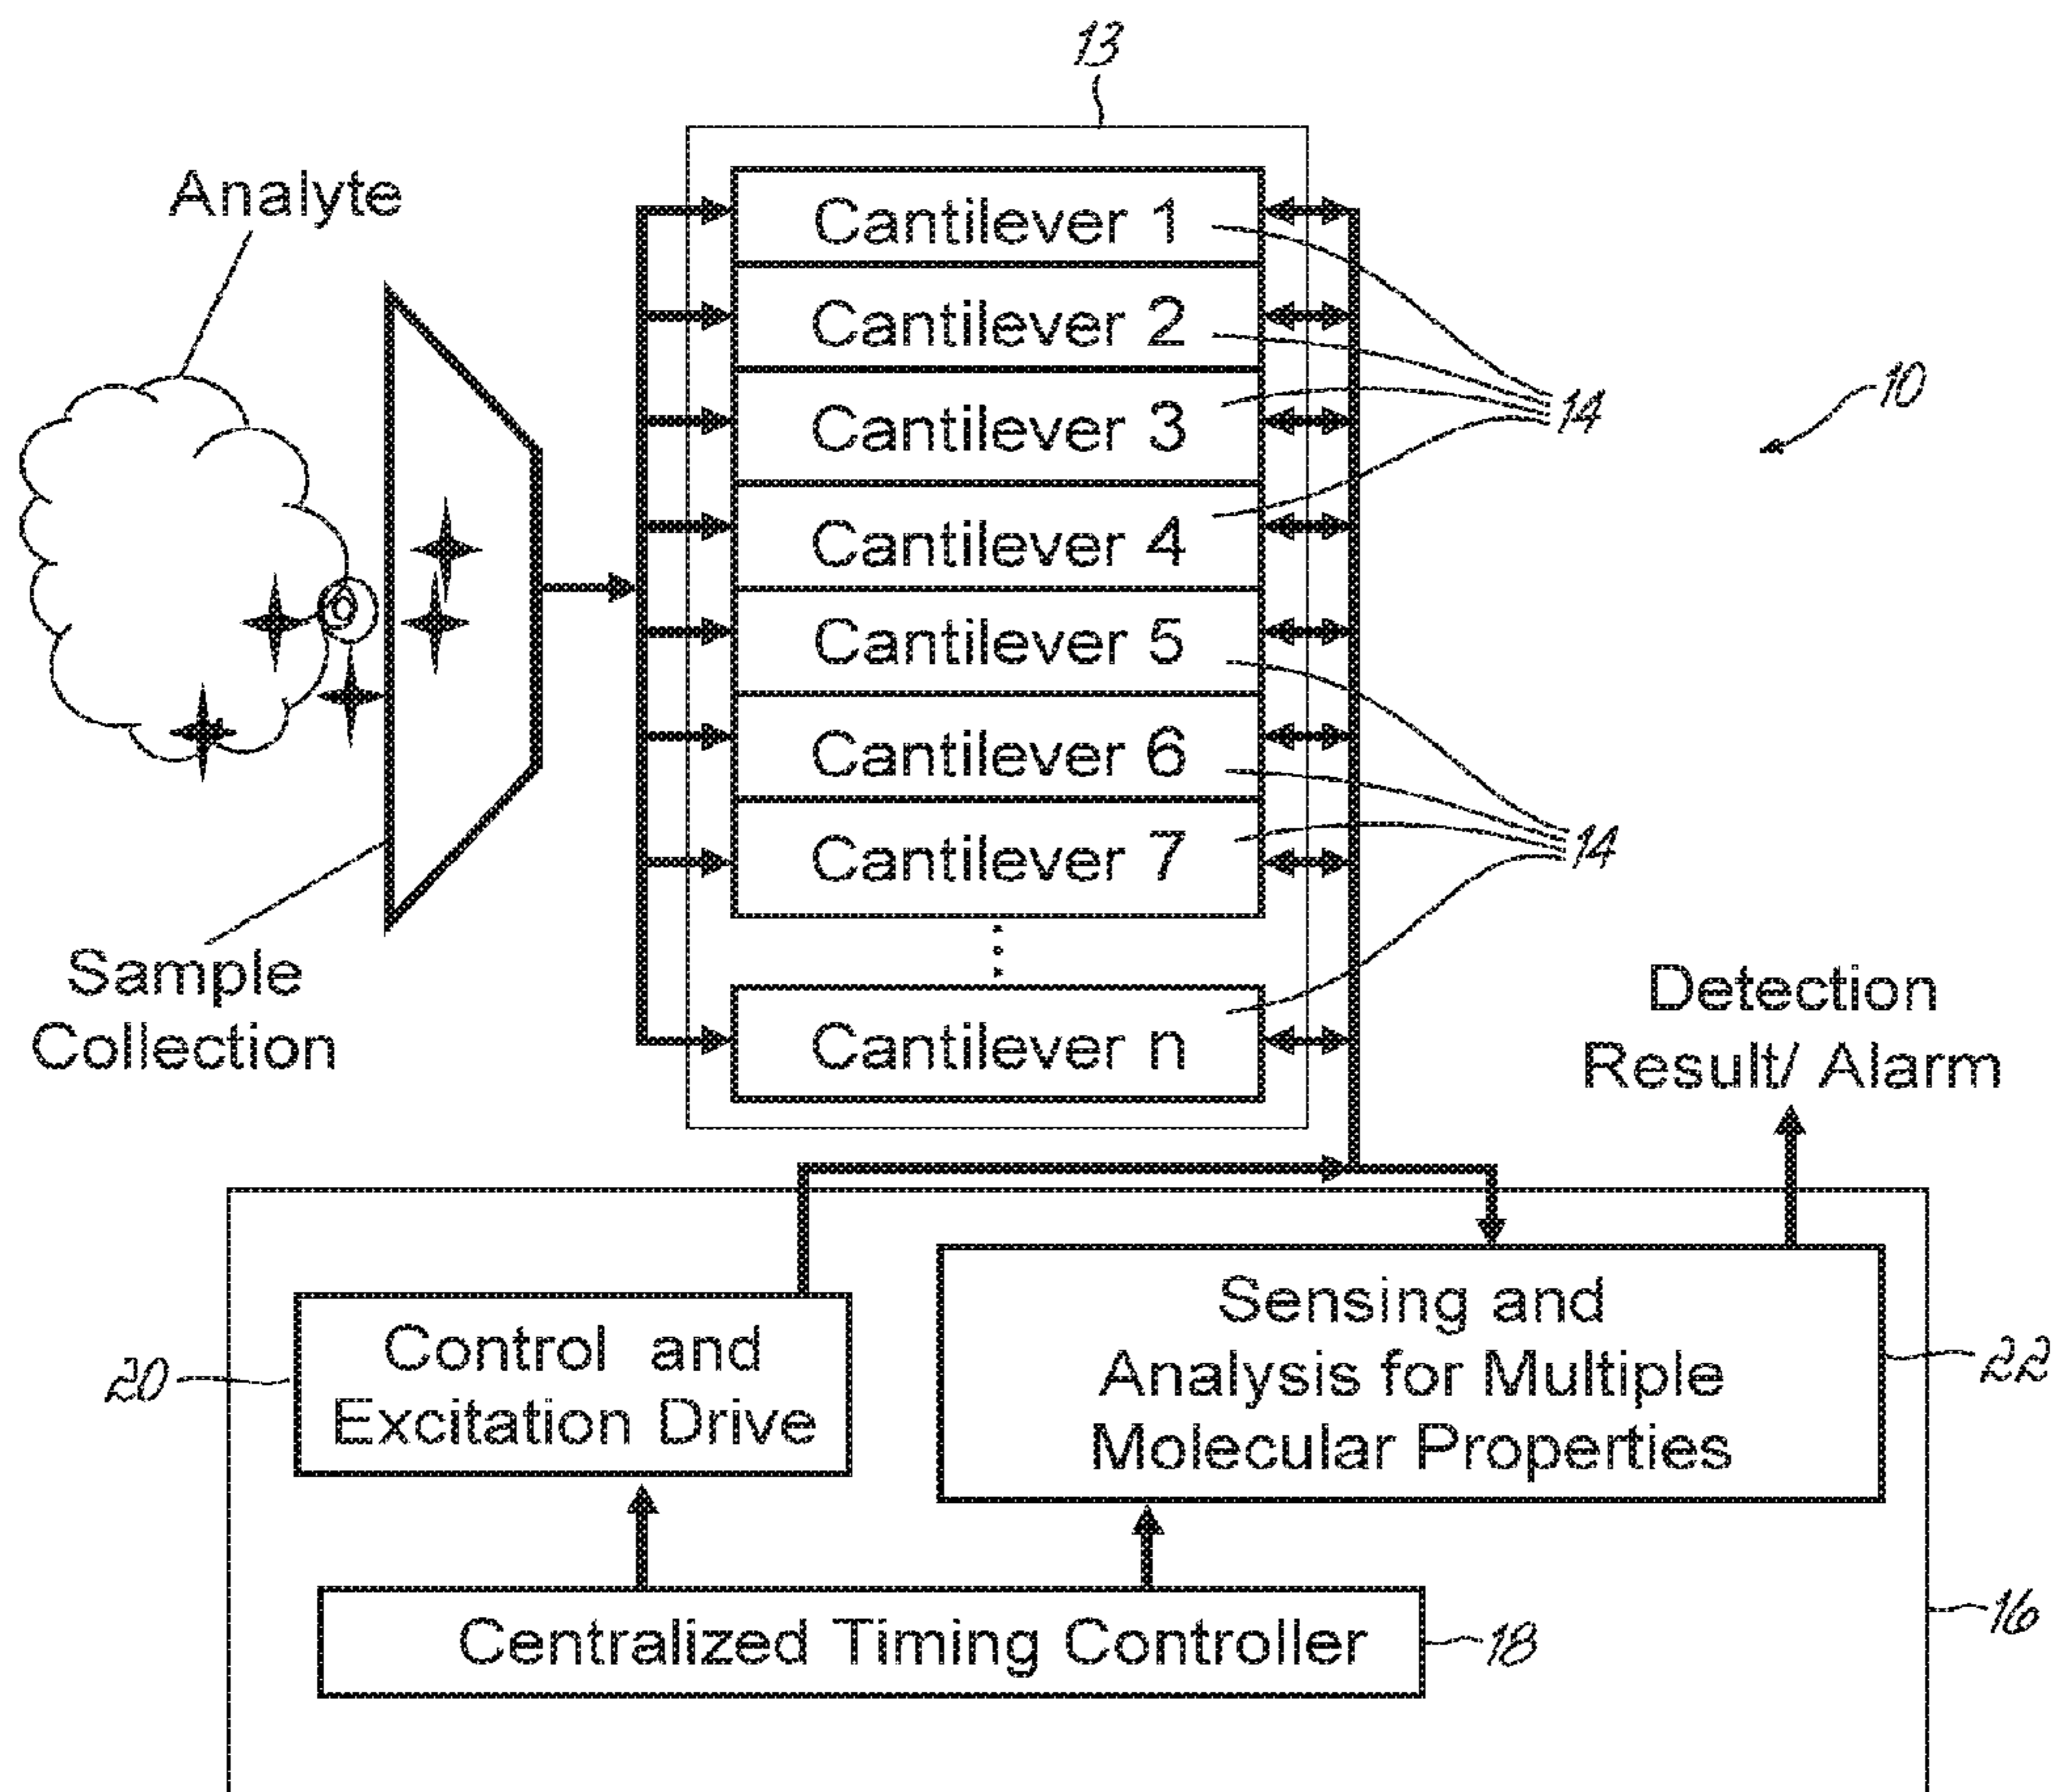 13
Analyte
Cantilever 1
Cantilever 2
Cantilever 3
Cantilever 4
Cantilever 5
Cantilever 6
Cantilever 7
Cantilever n
14
10
14
Sample
Collection
Detection
Result/ Alarm
Control and
Excitation Drive
20
Sensing and
Analysis for Multiple
Molecular Properties
22
Centralized Timing Controller
18
16